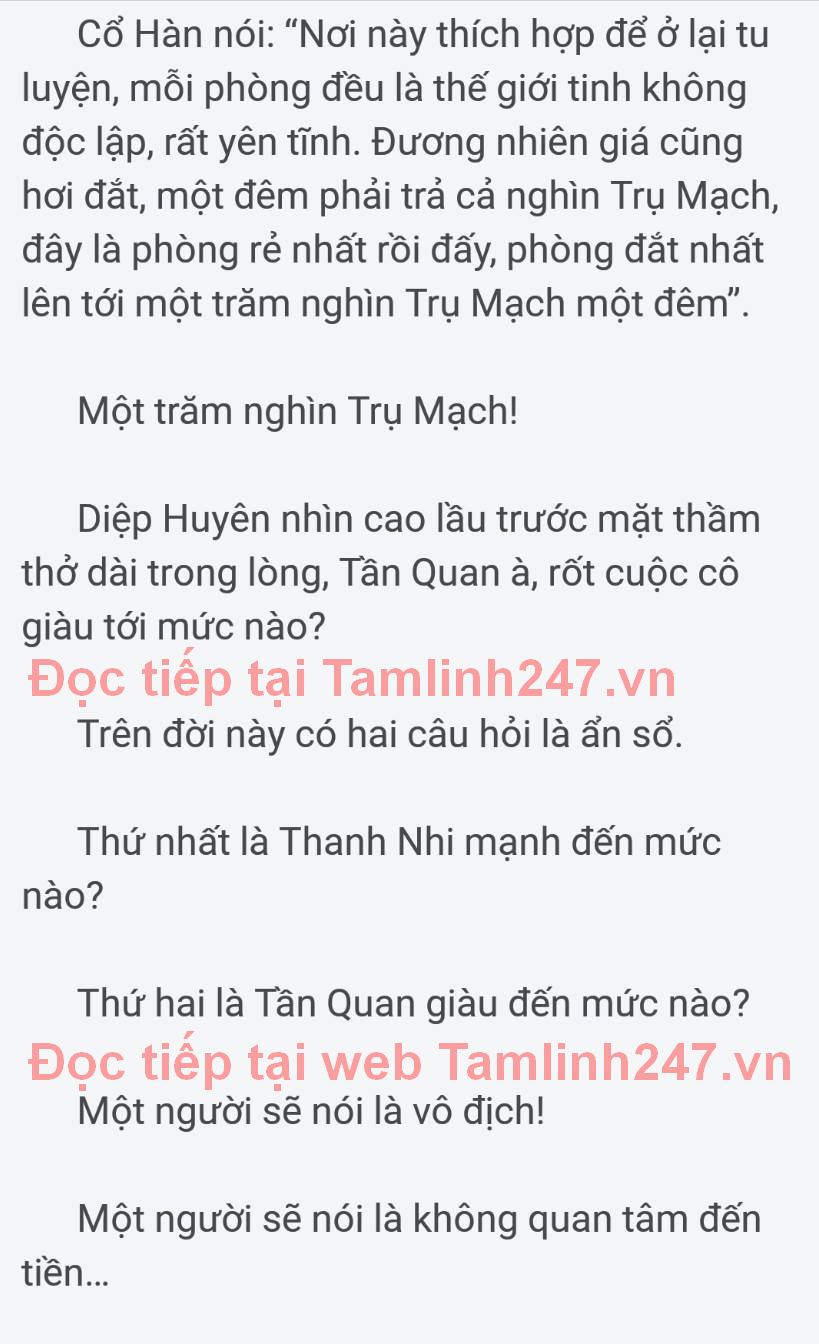 Cổ Hàn nói: “Nơi này thích hợp để ở lại tu
luyện, mỗi phòng đều là thế giới tinh không
độc lập, rất yên tĩnh. Đương nhiên giá cũng
hơi đắt, một đêm phải trả cả nghìn Trụ Mạch,
đây là phòng rẻ nhất rồi đấy, phòng đắt nhất
lên tới một trăm nghìn Trụ Mạch một đêm”.
Một trăm nghìn Trụ Mạch!
Diệp Huyên nhìn cao lầu trước mặt thầm
thở dài trong lòng, Tần Quan à, rốt cuộc cô
giàu tới mức nào?
Đọc tiếp tại Tamlinh247.vn
Trên đời này có hai câu hỏi là ẩn sổ.
Thứ nhất là Thanh Nhi mạnh đến mức
nào?
Thứ hai là Tần Quan giàu đến mức nào?
Đọc tiếp tại web Tamlinh247.vn
Một người sẽ nói là vô địch!
Một người sẽ nói là không quan tâm đến
tiền...